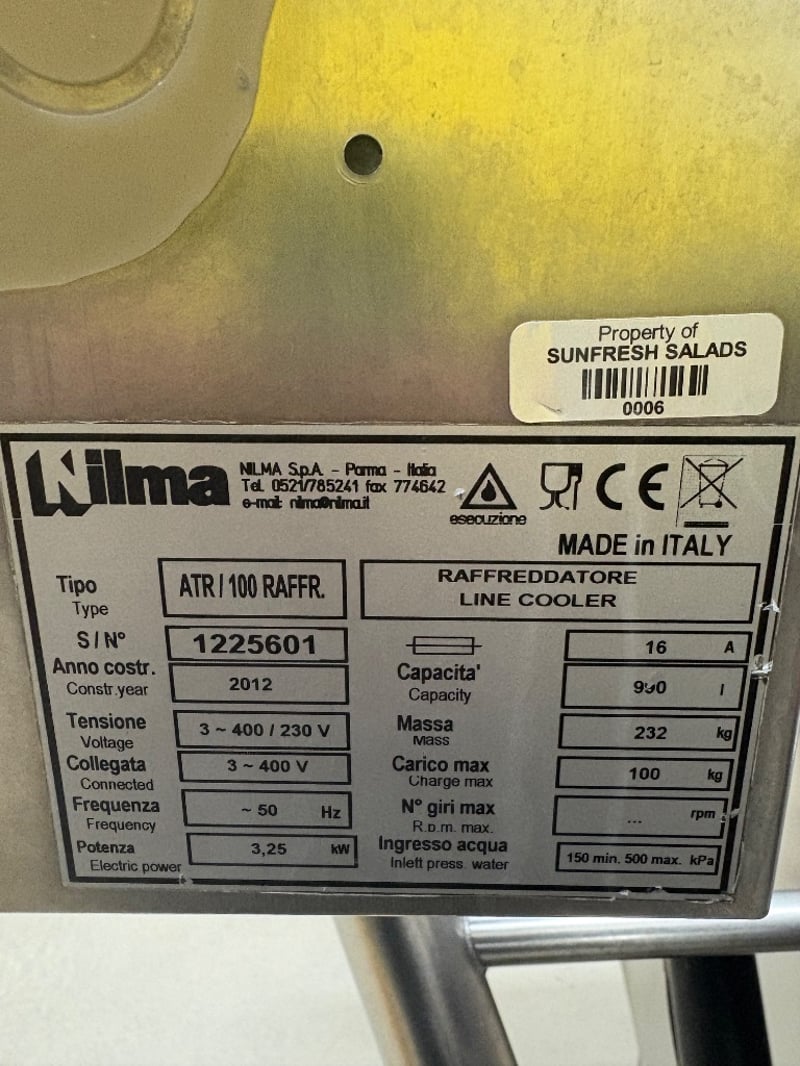 Property of
SUNFRESH SALADS
0006
Nilma
NILMA S.p.A. - Parma - Italia
Tel. 0521/785241 fax 774642
e-mail: nilma@nilma.it
esecuzione
CE
MADE in ITALY
Tipo
Type
ATR / 100 RAFFR.
RAFFREDDATORE
LINE COOLER
S / N°
1225601
16 A
Anno costr.
Constr.year
2012
Capacita'
Capacity
l
Tensione
Voltage
3 ~ 400 / 230 V
Massa
Mass
232 kg
Collegata
Connected
3 ~ 400 V
Carico max
Charge max
100 kg
Frequenza
Frequency
~ 50 Hz
N° giri max
R.p.m. max.
... rpm
Potenza
Electric power
3,25 kW
Ingresso acqua
Inlett press. water
150 min. 500 max. kPa